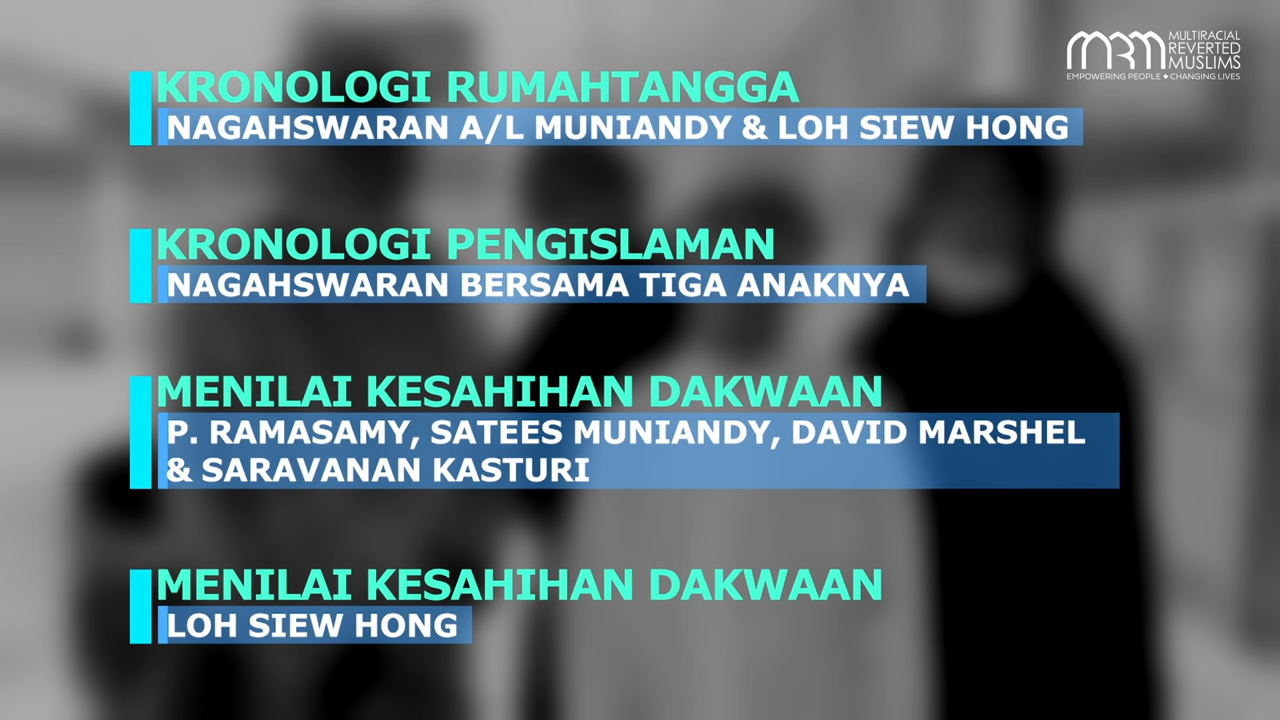 MRM
MULTIRACIAL
REVERTED
MUSLIMS
EMPOWERING PEOPLE ✦ CHANGING LIVES
KRONOLOGI RUMAHTANGGA
NAGAHSWARAN A/L MUNIANDY & LOH SIEW HONG
KRONOLOGI PENGISLAMAN
NAGAHSWARAN BERSAMA TIGA ANAKNYA
MENILAI KESAHIHAN DAKWAAN
P. RAMASAMY, SATEES MUNIANDY, DAVID MARSHEL
& SARAVANAN KASTURI
MENILAI KESAHIHAN DAKWAAN
LOH SIEW HONG